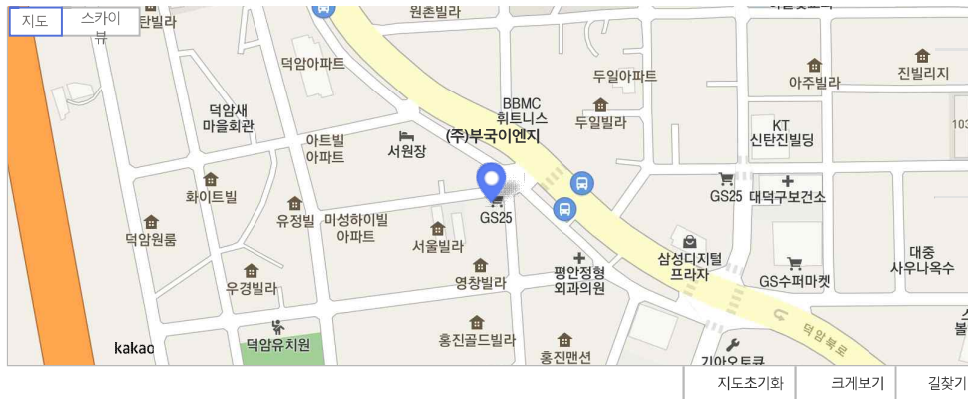 지도
스카이
뷰
탄빌라
원촌빌라
덕암아파트
두일아파트
아주빌라
진빌리지
덕암새
마을회관
BBMC
휘트니스
두일빌라
103
(주)부국이엔지
KT
신탄진빌딩
아트빌
아파트
서원장
화이트빌
GS25
대덕구보건소
유정빌
미성하이빌
아파트
GS25
덕암원룸
서울빌라
삼성디지털
프라자
대중
사우나옥수
평안정형
외과의원
우경빌라
영창빌라
GS수퍼마켓
덕암북로
볼
덕암유치원
홍진골드빌라
kakao
홍진맨션
기아오토큐
지도초기화
크게보기
길찾기